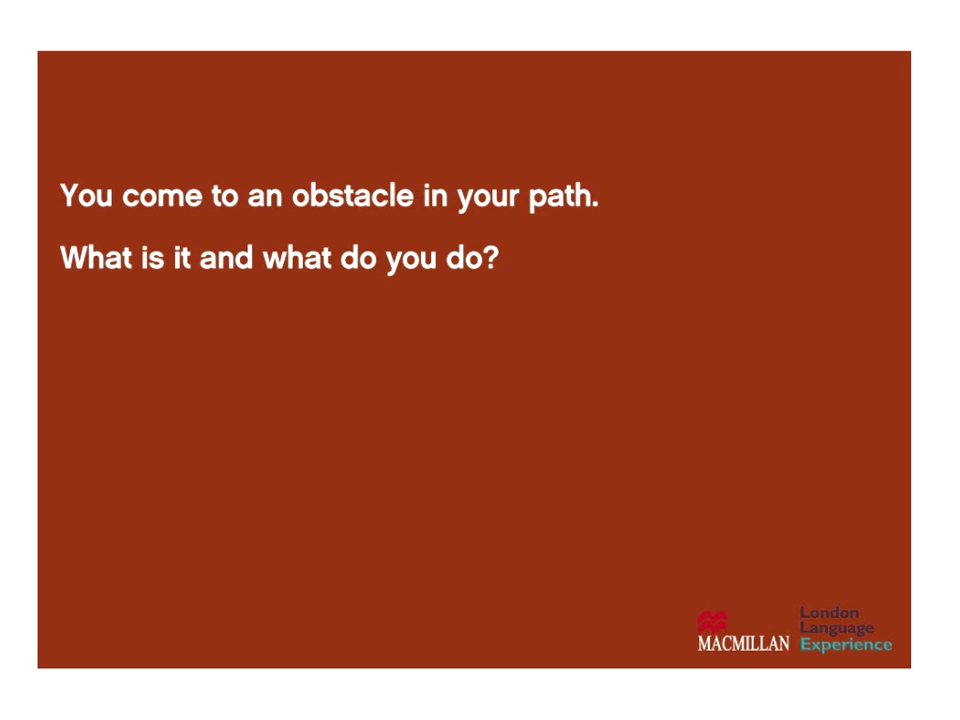 You come to an obstacle in your path.
What is it and what do you do?
London
Language
MACMILLAN Experience